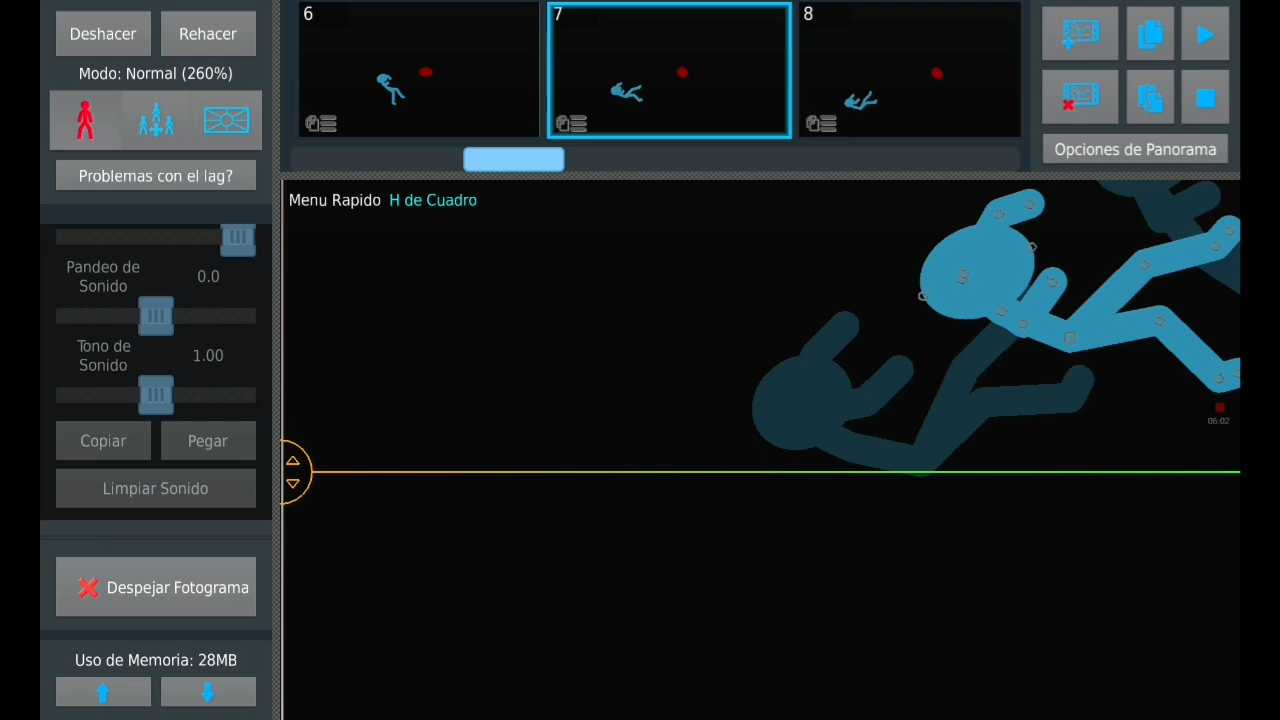 Deshacer
Rehacer
Modo: Normal (260%)
Problemas con el lag?
Pandeo de
Sonido
0.0
Tono de
Sonido
1.00
Copiar
Pegar
Limpiar Sonido
Despejar Fotograma
Uso de Memoria: 28MB
6
7
8
Opciones de Panorama
Menu Rapido H de Cuadro
06:02